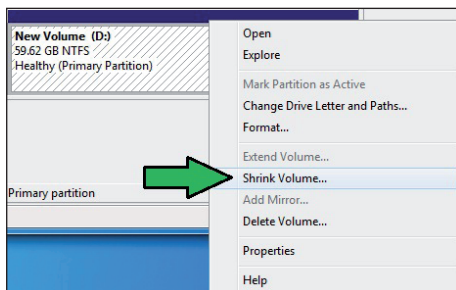 New Volume (D:)
59.62 GB NTFS
Healthy (Primary Partition)
Primary partition
Open
Explore
Mark Partition as Active
Change Drive Letter and Paths...
Format...
Extend Volume...
Shrink Volume...
Add Mirror...
Delete Volume...
Properties
Help